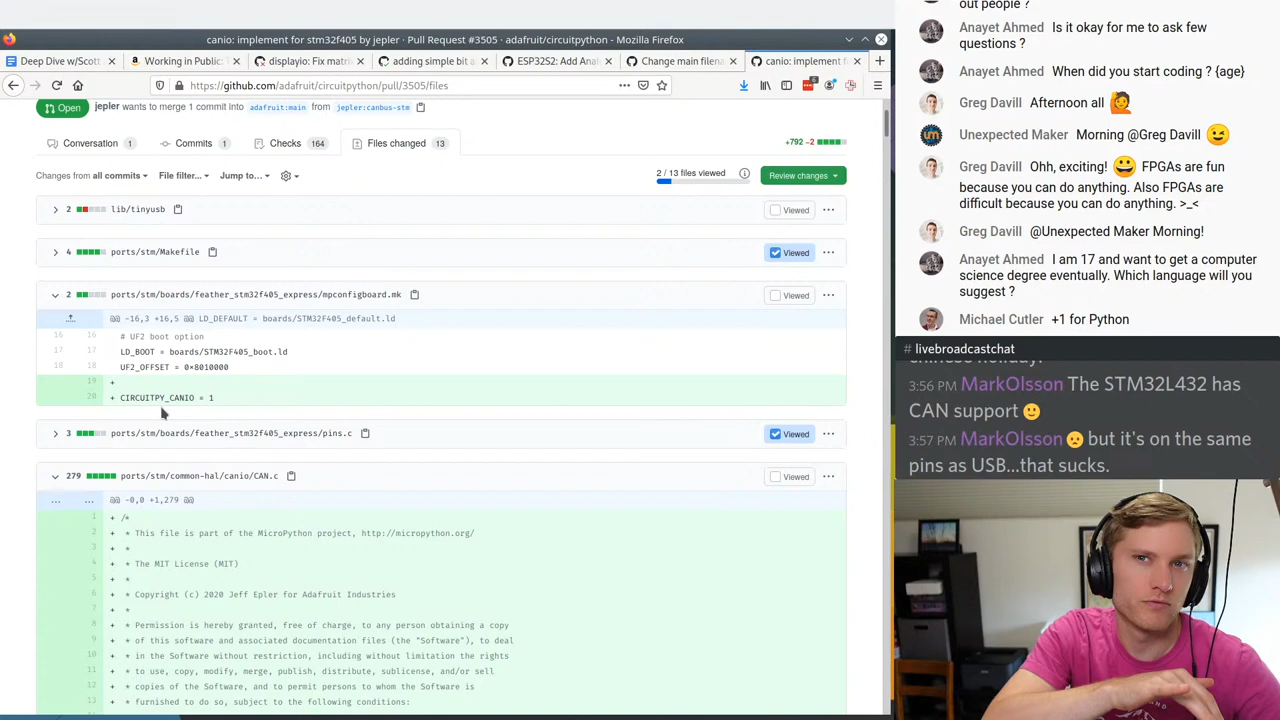 canio: implement for stm32f405 by jepler · Pull Request #3505 · adafruit/circuitpython - Mozilla Firefox
Deep Dive w/Scott
Working in Public:
displayio: Fix matri
adding simple bit a
ESP32S2: Add Anal
Change main filena
canio: implement f
https://github.com/adafruit/circuitpython/pull/3505/files
Open
jepler wants to merge 1 commit into adafruit:main from jepler:canbus-stm
Conversation 1
Commits 1
Checks 164
Files changed 13
+792 −2
Changes from all commits
File filter...
Jump to...
2 / 13 files viewed
Review changes
2 lib/tinyusb
Viewed
4 ports/stm/Makefile
Viewed
2 ports/stm/boards/feather_stm32f405_express/mpconfigboard.mk
Viewed
@@ -16,3 +16,5 @@ LD_DEFAULT = boards/STM32F405_default.ld
16 16 # UF2 boot option
17 17 LD_BOOT = boards/STM32F405_boot.ld
18 18 UF2_OFFSET = 0x8010000
19 +
20 + CIRCUITPY_CANIO = 1
3 ports/stm/boards/feather_stm32f405_express/pins.c
Viewed
279 ports/stm/common-hal/canio/CAN.c
Viewed
... ... @@ -0,0 +1,279 @@
1 + /*
2 + * This file is part of the MicroPython project, http://micropython.org/
3 + *
4 + * The MIT License (MIT)
5 + *
6 + * Copyright (c) 2020 Jeff Epler for Adafruit Industries
7 + *
8 + * Permission is hereby granted, free of charge, to any person obtaining a copy
9 + * of this software and associated documentation files (the "Software"), to deal
10 + * in the Software without restriction, including without limitation the rights
11 + * to use, copy, modify, merge, publish, distribute, sublicense, and/or sell
12 + * copies of the Software, and to permit persons to whom the Software is
13 + * furnished to do so, subject to the following conditions:
out people ?
Anayet Ahmed Is it okay for me to ask few
questions ?
Anayet Ahmed When did you start coding ? {age}
Greg Davill Afternoon all 🙋
Unexpected Maker Morning @Greg Davill 😉
Greg Davill Ohh, exciting! 😀 FPGAs are fun
because you can do anything. Also FPGAs are
difficult because you can do anything. >_<
Greg Davill @Unexpected Maker Morning!
Anayet Ahmed I am 17 and want to get a computer
science degree eventually. Which language will you
suggest ?
Michael Cutler +1 for Python
# livebroadcastchat
chinese holiday.
3:56 PM MarkOlsson The STM32L432 has
CAN support 🙂
3:57 PM MarkOlsson 🙁 but it's on the same
pins as USB...that sucks.